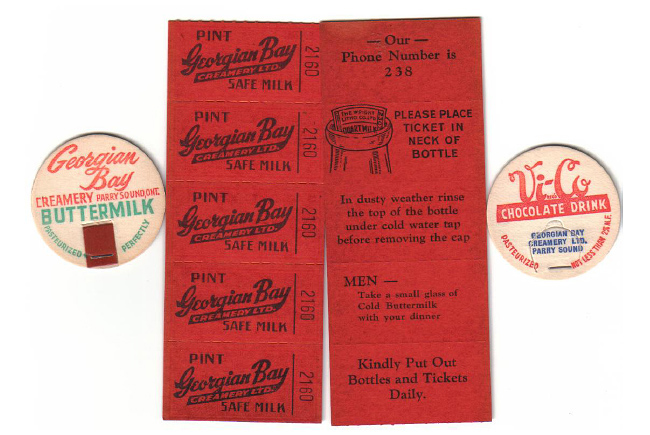 Georgian
Bay
CREAMERY PARRY SOUND, ONT.
BUTTERMILK
PASTEURIZED PERFECTLY
PINT
Georgian Bay
CREAMERY LTD.
SAFE MILK
2160
PINT
Georgian Bay
CREAMERY LTD.
SAFE MILK
2160
PINT
Georgian Bay
CREAMERY LTD.
SAFE MILK
2160
PINT
Georgian Bay
CREAMERY LTD.
SAFE MILK
2160
PINT
Georgian Bay
CREAMERY LTD.
SAFE MILK
2160
— Our —
Phone Number is
238
PLEASE PLACE
TICKET IN
NECK OF
BOTTLE
In dusty weather rinse
the top of the bottle
under cold water tap
before removing the cap
MEN —
Take a small glass of
Cold Buttermilk
with your dinner
Kindly Put Out
Bottles and Tickets
Daily.
Vi-Co
CHOCOLATE DRINK
GEORGIAN BAY
CREAMERY LTD.
PARRY SOUND
PASTEURIZED NOT LESS THAN 2% B.F.